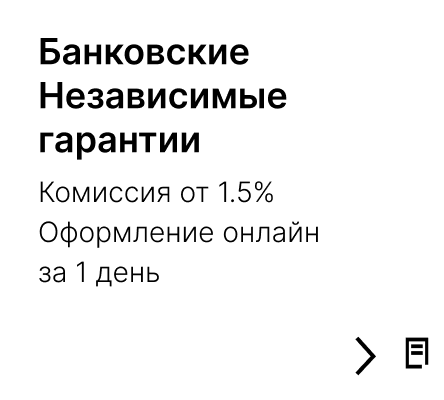 Банковские
Независимые
гарантии
Комиссия от 1.5%
Оформление онлайн
за 1 день